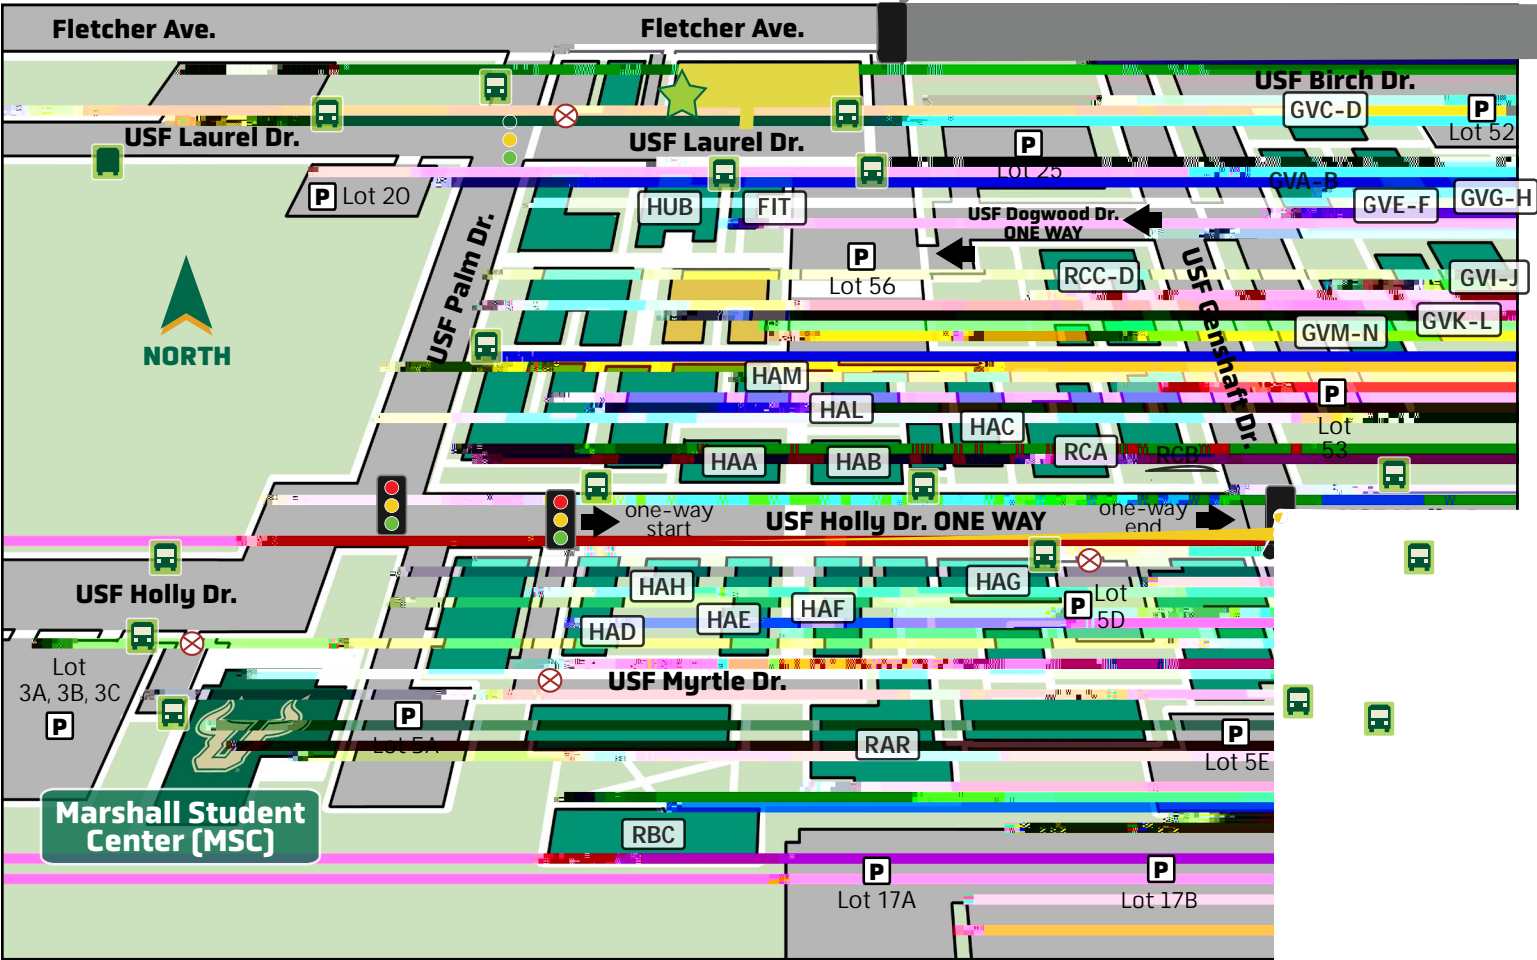 Fletcher Ave.
Fletcher Ave.
USF Birch Dr.
GVC-D
P
Lot 52
USF Laurel Dr.
USF Laurel Dr.
P
Lot 25
P Lot 20
HUB
FIT
GVA-B
GVE-F
GVG-H
USF Dogwood Dr.
ONE WAY
USF Palm Dr.
P
Lot 56
RCC-D
USF Genshaft Dr.
GVI-J
GVK-L
GVM-N
NORTH
HAM
HAL
HAC
P
Lot
53
HAA
HAB
RCA
RCB
one-way
start
USF Holly Dr. ONE WAY
one-way
end
USF Holly Dr.
HAH
HAG
HAE
HAF
HAD
P
Lot
5D
Lot
3A, 3B, 3C
P
USF Myrtle Dr.
P
Lot 5A
RAR
P
Lot 5E
Marshall Student
Center (MSC)
RBC
P
Lot 17A
P
Lot 17B